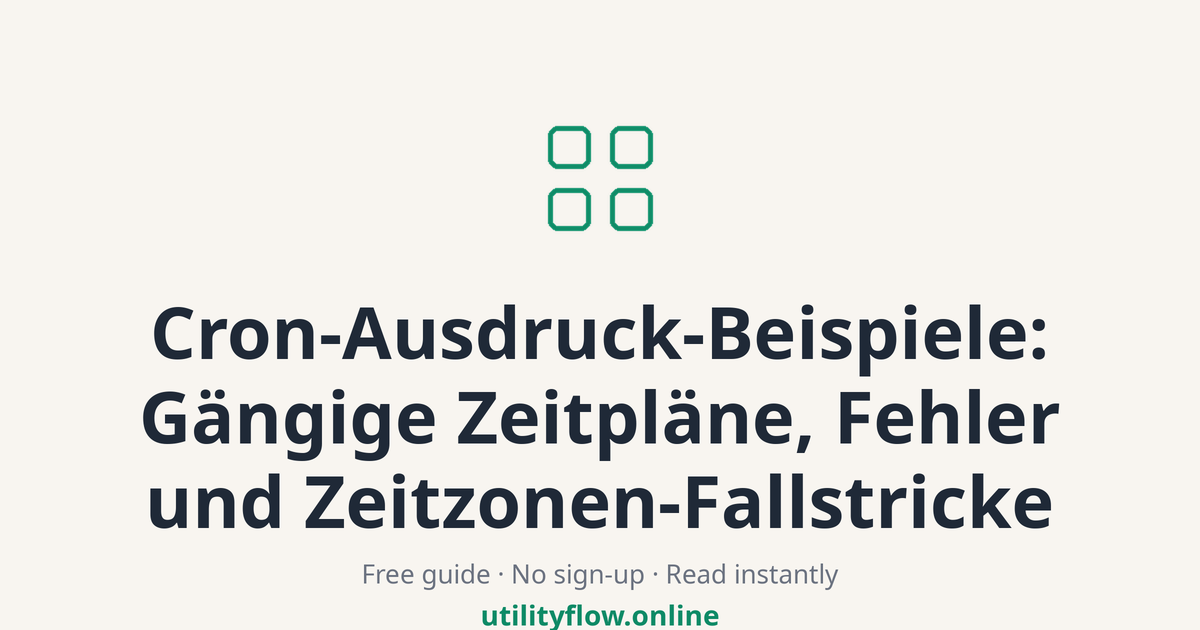 Cron-Ausdruck-Beispiele:
Gängige Zeitpläne, Fehler
und Zeitzonen-Fallstricke
Free guide · No sign-up · Read instantly
utilityflow.online